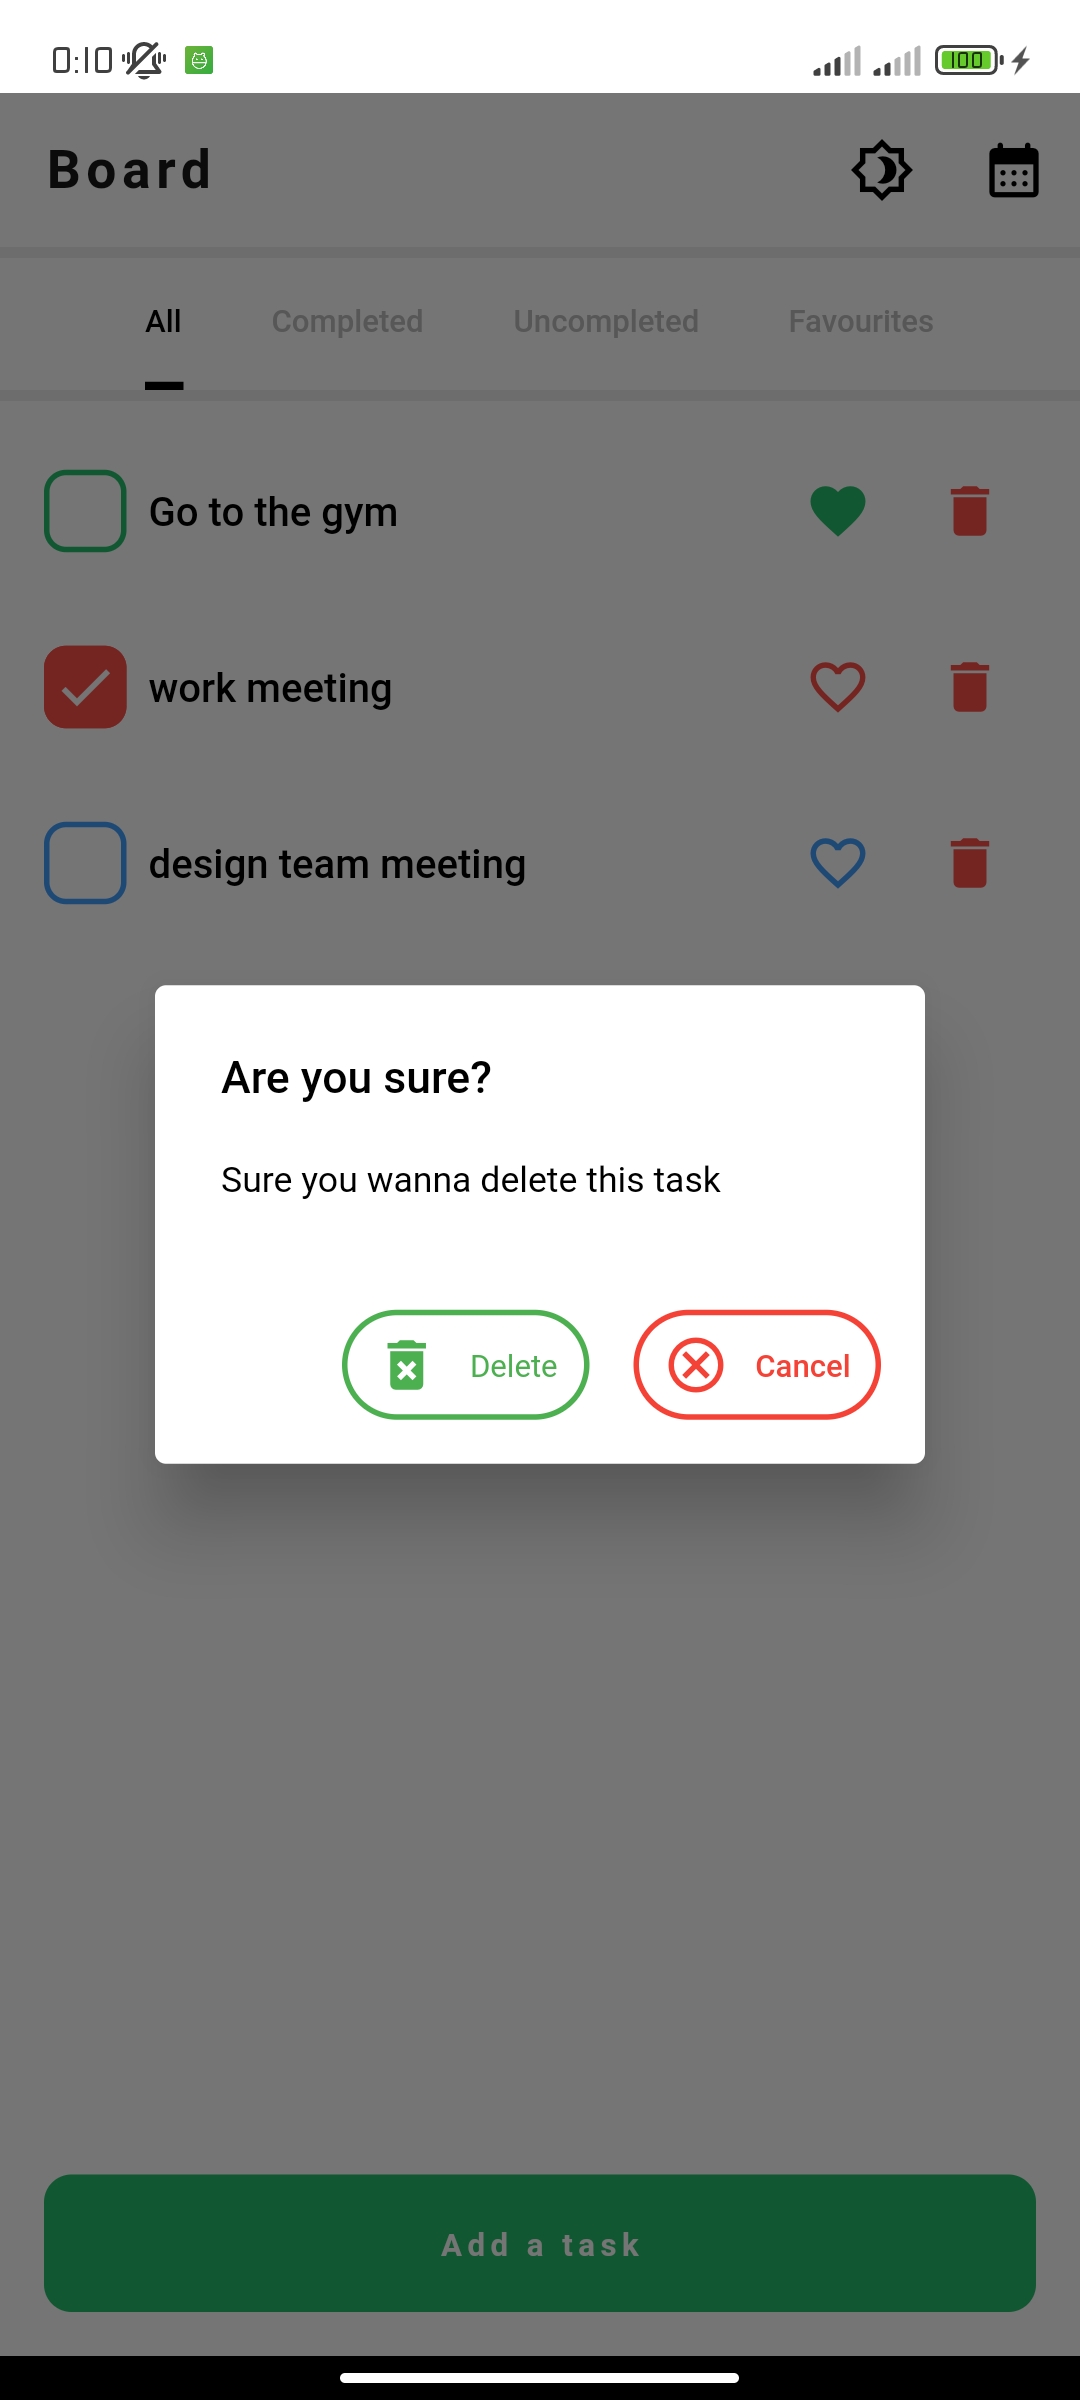 0:10 100
Board
All Completed Uncompleted Favourites
Go to the gym
work meeting
design team meeting
Are you sure?
Sure you wanna delete this task
Delete Cancel
Add a task